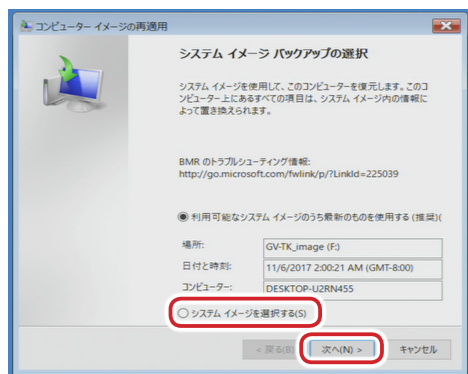 コンピューター イメージの再適用
システム イメージ バックアップの選択
システム イメージを使用して、このコンピューターを復元します。このコ
ンピューター上にあるすべての項目は、システム イメージ内の情報に
よって置き換えられます。
BMR のトラブルシューティング情報:
http://go.microsoft.com/fwlink/p/?LinkId=225039
利用可能なシステム イメージのうち最新のものを使用する (推奨)(
場所:
GV-TK_image (F:)
日付と時刻:
11/6/2017 2:00:21 AM (GMT-8:00)
コンピューター:
DESKTOP-U2RN455
システム イメージを選択する(S)
< 戻る(B) 次へ(N) > キャンセル